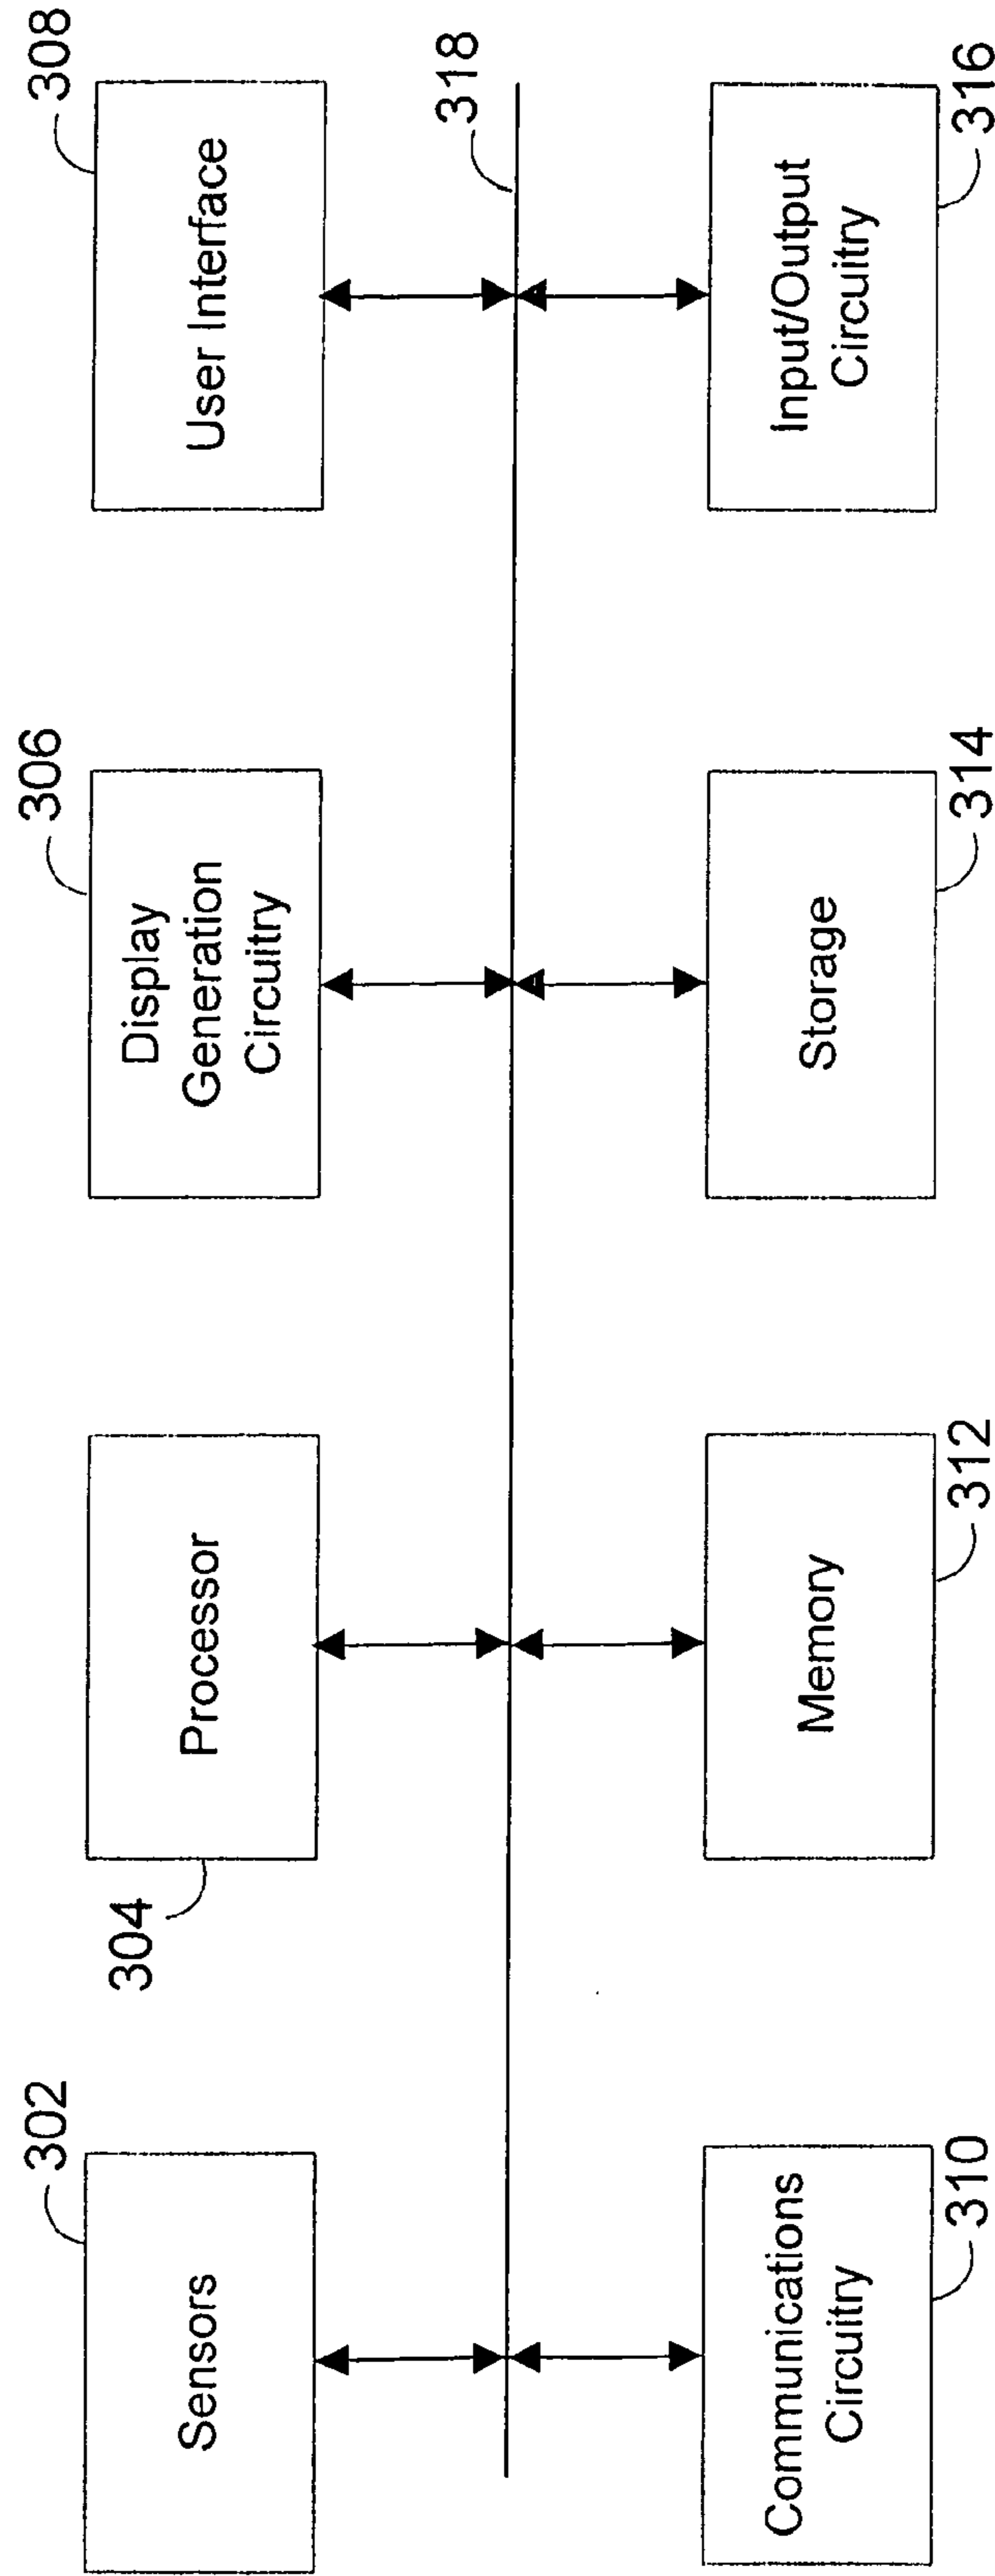 302
Sensors
304
Processor
306
Display
Generation
Circuitry
308
User Interface
318
Communications
Circuitry
310
Memory
312
Storage
314
Input/Output
Circuitry
316